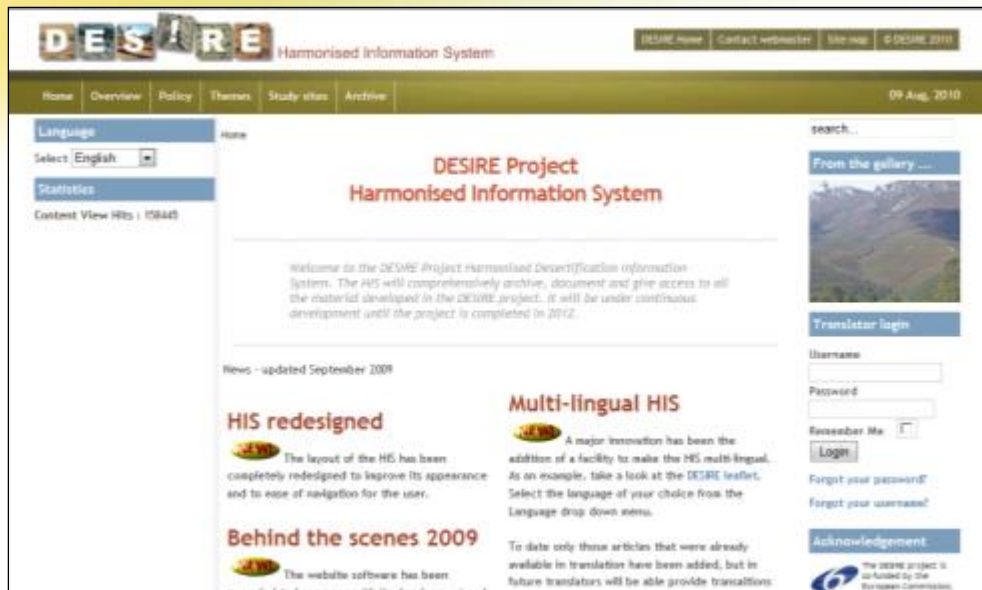 DES!RE
Harmonised Information System
DESIRE Home Contact webmaster Site map © DESIRE 2010
Home Overview Policy Themes Study sites Archive
09 Aug, 2010
Language
Select English
Statistics
Content View Hits : 158445
Home
DESIRE Project
Harmonised Information System
Welcome to the DESIRE Project Harmonised Desertification Information
System. The HIS will comprehensively archive, document and give access to all
the material developed in the DESIRE project. It will be under continuous
development until the project is completed in 2012.
News - updated September 2009
HIS redesigned
NEW! The layout of the HIS has been
completely redesigned to improve its appearance
and to ease of navigation for the user.
Behind the scenes 2009
NEW! The website software has been
Multi-lingual HIS
NEW! A major innovation has been the
addition of a facility to make the HIS multi-lingual.
As an example, take a look at the DESIRE leaflet.
Select the language of your choice from the
Language drop down menu.
To date only those articles that were already
available in translation have been added, but in
future translators will be able provide transaltions
search...
From the gallery ...
Translator login
Username
Password
Remember Me
Login
Forgot your password?
Forgot your username?
Acknowledgement
6
The DESIRE project is
co-funded by the
European Commission,